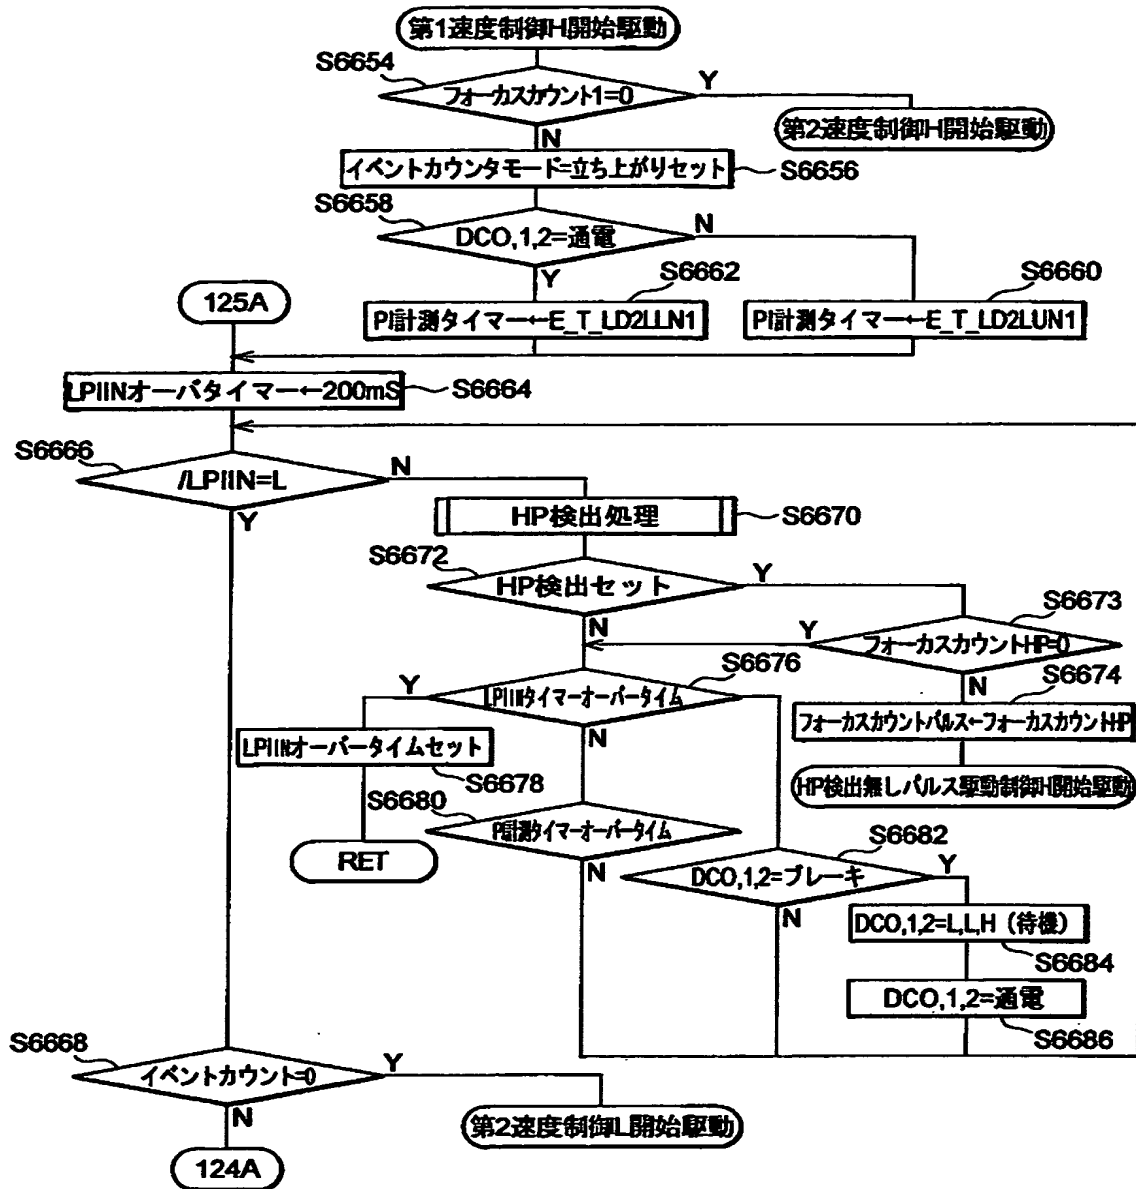 第1速度制御H開始駆動
S6654
フォーカスカウント1=0
Y
第2速度制御H開始駆動
N
イベントカウンタモード=立ち上がりセット
S6656
S6658
DC0,1,2=通電
N
Y
S6662
S6660
125A
PI計測タイマー←E_T_LD2LLN1
PI計測タイマー←E_T_LD2LUN1
LPIINオーバタイマー←200mS
S6664
S6666
/LPIIN=L
N
Y
HP検出処理
S6670
S6672
HP検出セット
Y
N
S6673
Y
フォーカスカウントHP=0
N
S6676
S6674
Y
LPIINタイマーオーバータイム
N
フォーカスカウントパルス←フォーカスカウントHP
LPIINオーバータイムセット
S6678
HP検出無しパルス駆動制御H開始駆動
S6680
PI計測タイマーオーバータイム
N
RET
S6682
DC0,1,2=ブレーキ
Y
N
DC0,1,2=L,L,H（待機）
S6684
DC0,1,2=通電
S6686
S6668
イベントカウント=0
Y
N
第2速度制御L開始駆動
124A